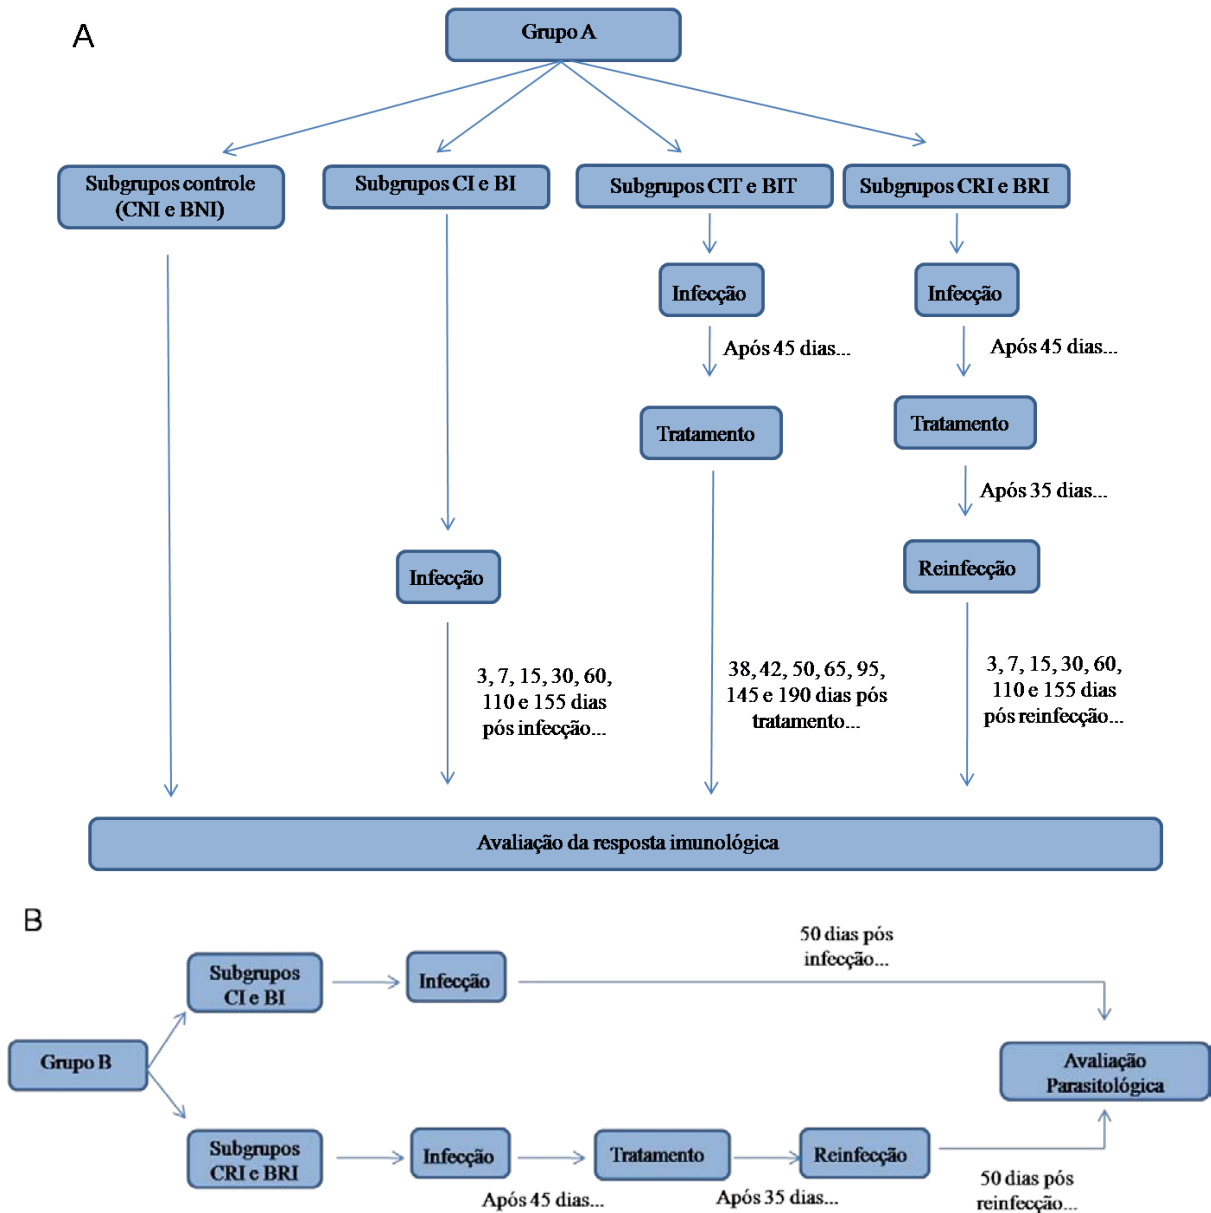 A
Grupo A
Subgrupos controle
(CNI e BNI)
Subgrupos CI e BI
Subgrupos CIT e BIT
Subgrupos CRI e BRI
Infecção
Infecção
Após 45 dias...
Após 45 dias...
Tratamento
Tratamento
Após 35 dias...
Infecção
Reinfecção
3, 7, 15, 30, 60,
110 e 155 dias
pós infecção...
38, 42, 50, 65, 95,
145 e 190 dias pós
tratamento...
3, 7, 15, 30, 60,
110 e 155 dias
pós reinfecção...
Avaliação da resposta imunológica
B
Grupo B
Subgrupos
CI e BI
Infecção
50 dias pós
infecção...
Avaliação
Parasitológica
Subgrupos
CRI e BRI
Infecção
Após 45 dias...
Tratamento
Após 35 dias...
Reinfecção
50 dias pós
reinfecção...